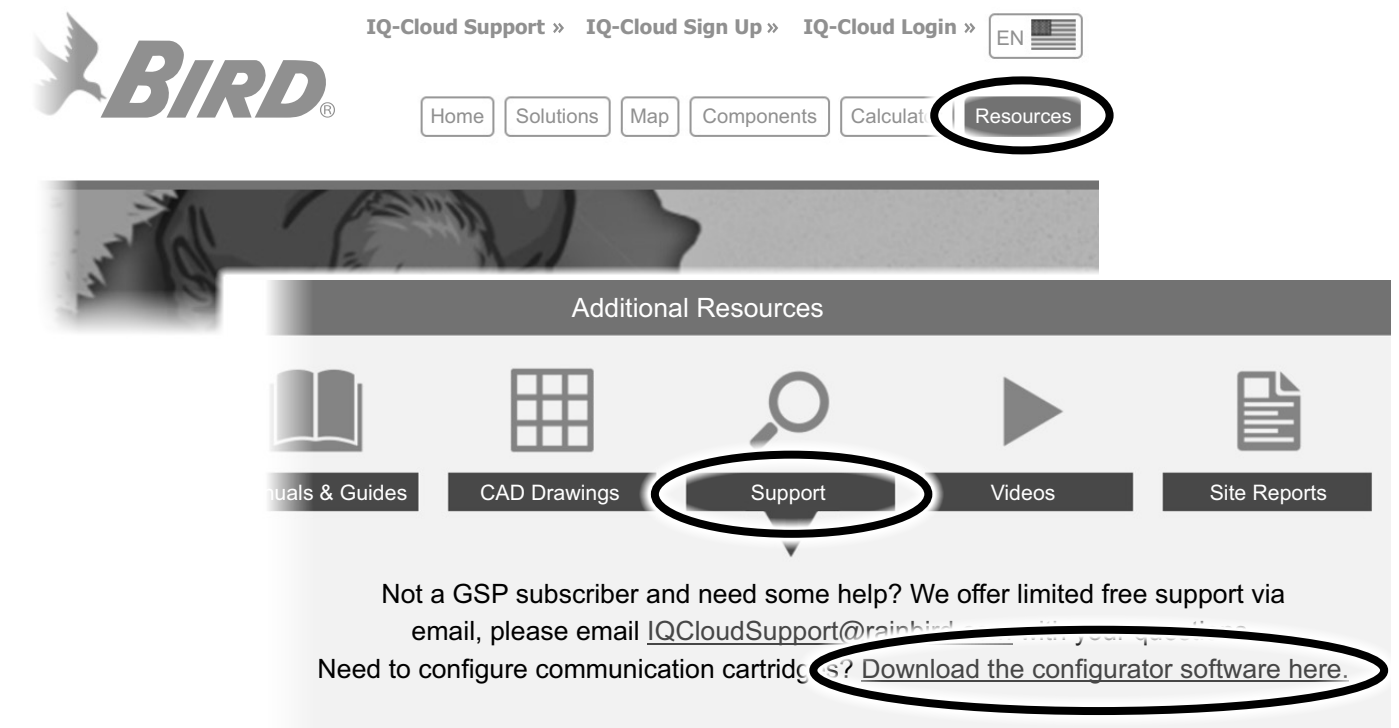 IQ-Cloud Support » IQ-Cloud Sign Up » IQ-Cloud Login » EN
BIRD®
Home Solutions Map Components Resources
Additional Resources
& Guides CAD Drawings Support Videos Site Reports
Not a GSP subscriber and need some help? We offer limited free support via
email, please email with your
Need to configure communication Download the configurator software here.